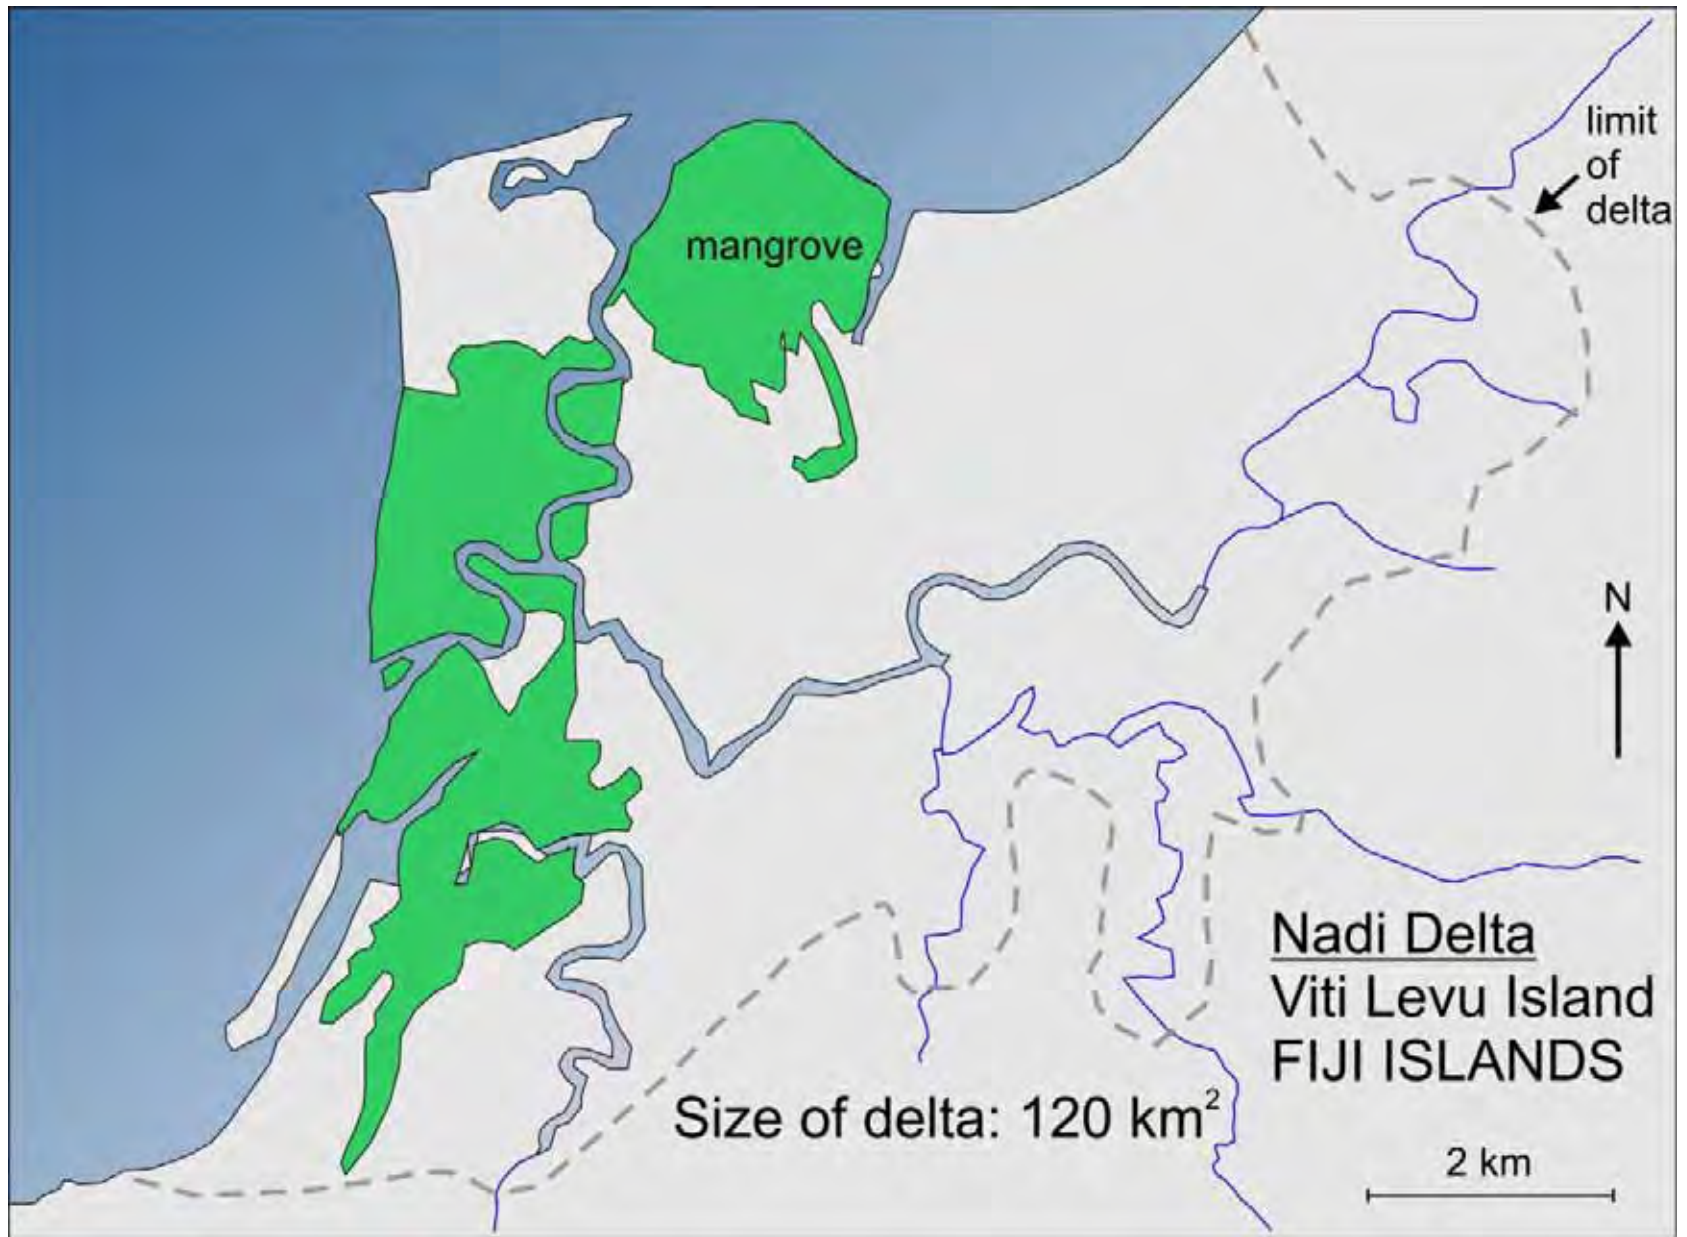 limit
of
delta
mangrove
N
Nadi Delta
Viti Levu Island
FIJI ISLANDS
Size of delta: 120 km²
2 km